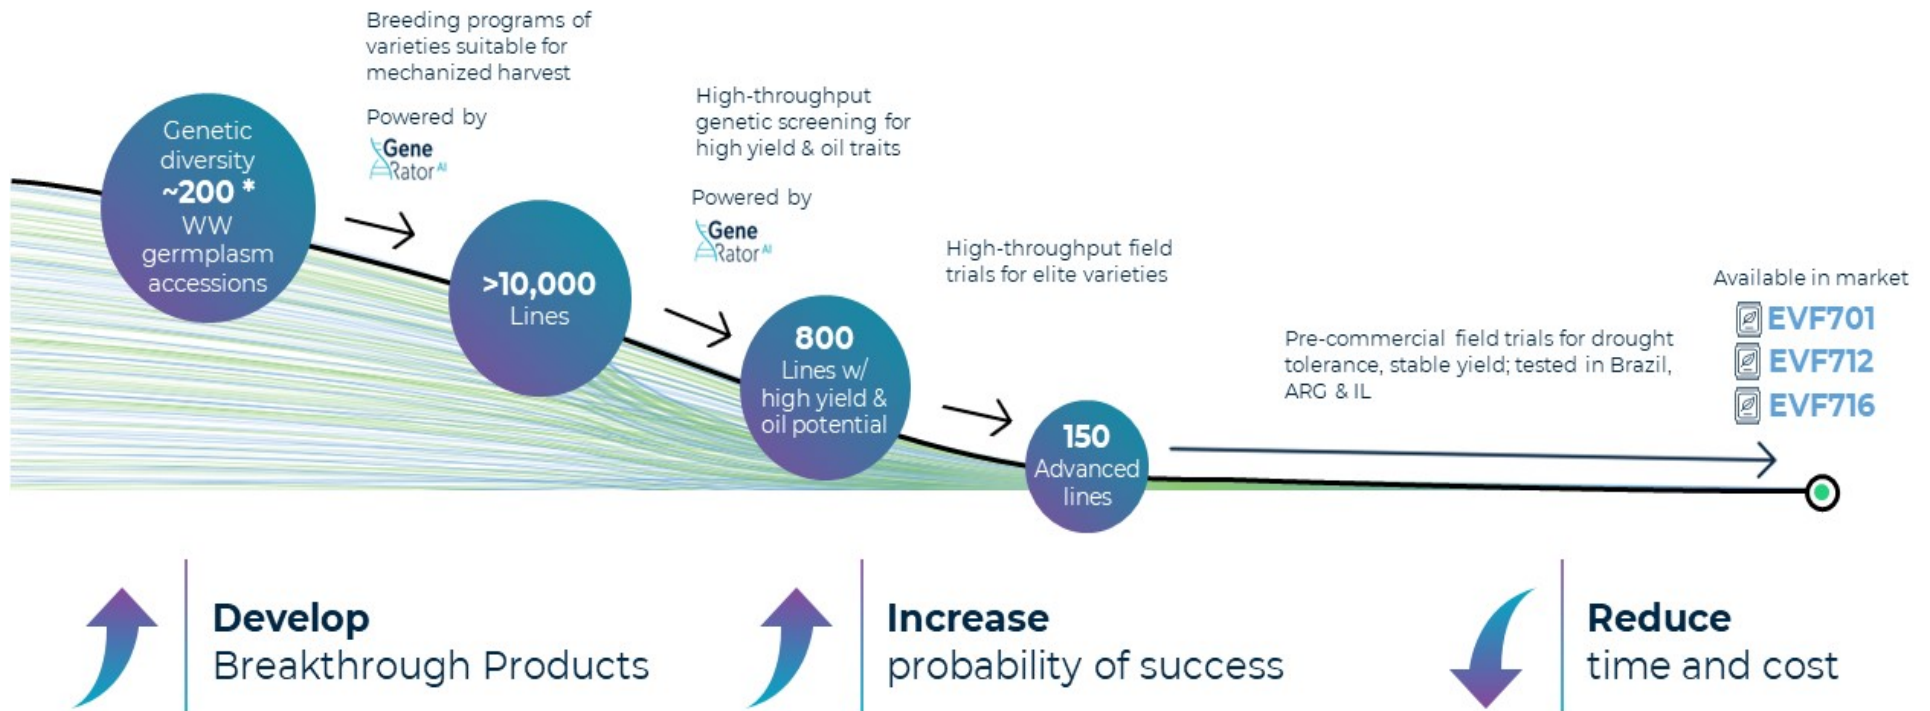 Breeding programs of
varieties suitable for
mechanized harvest
Powered by
Gene
Rator AI
High-throughput
genetic screening for
high yield & oil traits
Powered by
Gene
Rator AI
High-throughput field
trials for elite varieties
Pre-commercial field trials for drought
tolerance, stable yield; tested in Brazil,
ARG & IL
Available in market
EVF701
EVF712
EVF716
Genetic
diversity
~200 *
WW
germplasm
accessions
>10,000
Lines
800
Lines w/
high yield &
oil potential
150
Advanced
lines
Develop
Breakthrough Products
Increase
probability of success
Reduce
time and cost